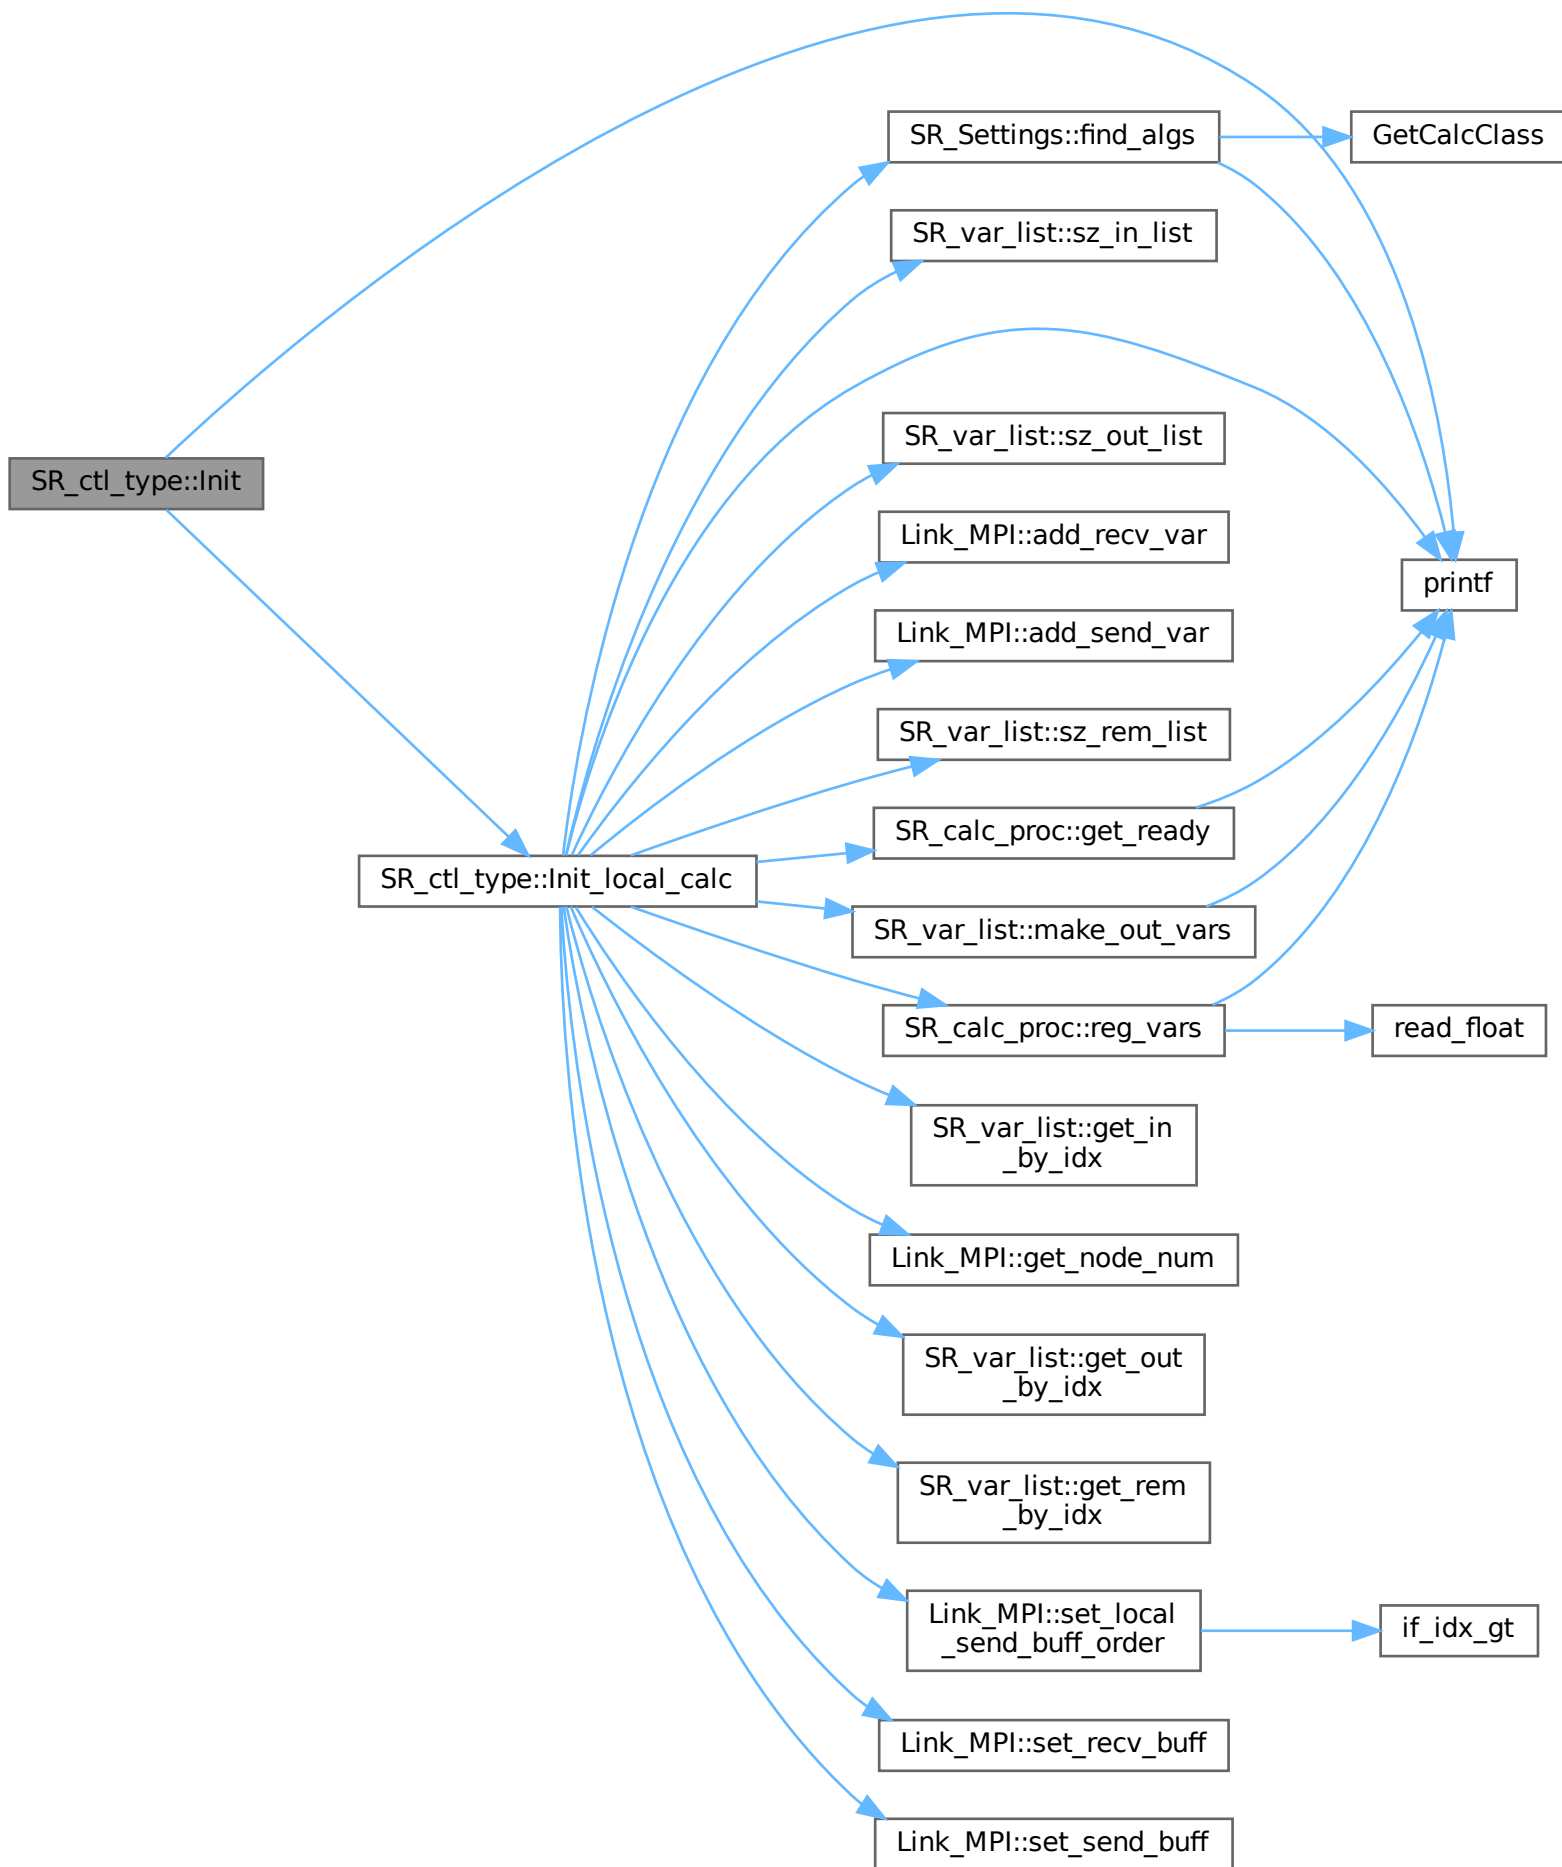 SR_Settings::find_algs
GetCalcClass
SR_var_list::sz_in_list
SR_var_list::sz_out_list
SR_ctl_type::Init
Link_MPI::add_recv_var
printf
Link_MPI::add_send_var
SR_var_list::sz_rem_list
SR_calc_proc::get_ready
SR_ctl_type::Init_local_calc
SR_var_list::make_out_vars
SR_calc_proc::reg_vars
read_float
SR_var_list::get_in
_by_idx
Link_MPI::get_node_num
SR_var_list::get_out
_by_idx
SR_var_list::get_rem
_by_idx
Link_MPI::set_local
_send_buff_order
if_idx_gt
Link_MPI::set_recv_buff
Link_MPI::set_send_buff